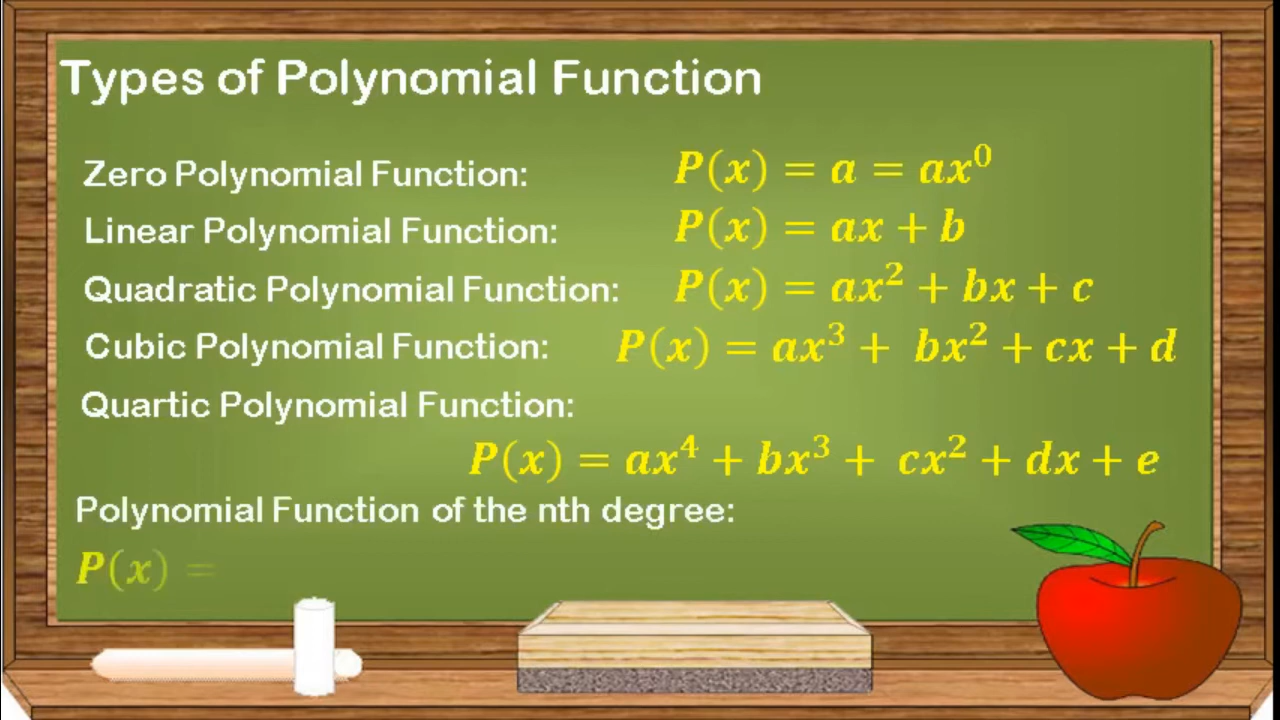 Types of Polynomial Function
Zero Polynomial Function: P(x) = a = ax⁰
Linear Polynomial Function: P(x) = ax + b
Quadratic Polynomial Function: P(x) = ax² + bx + c
Cubic Polynomial Function: P(x) = ax³ + bx² + cx + d
Quartic Polynomial Function:
P(x) = ax⁴ + bx³ + cx² + dx + e
Polynomial Function of the nth degree:
P(x) =